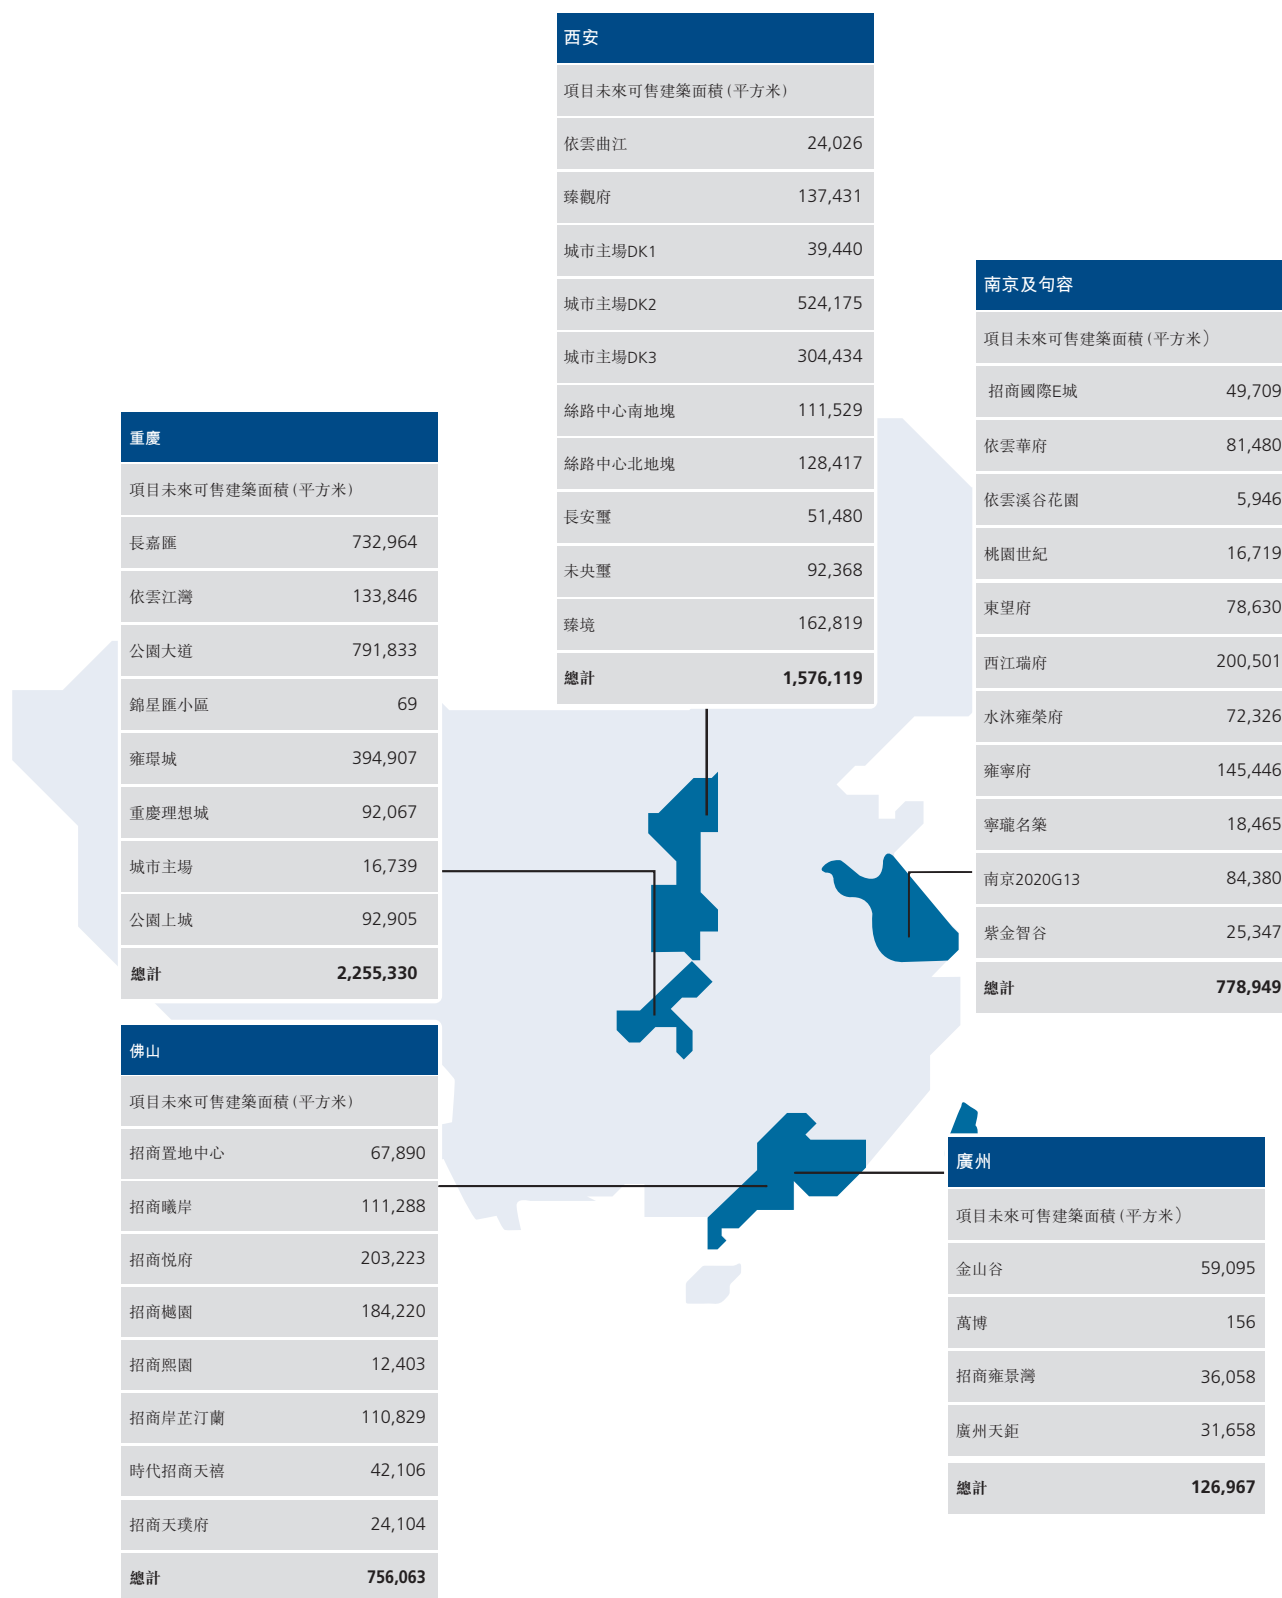 西安
項目未來可售建築面積(平方米)
依雲曲江 24,026
臻觀府 137,431
城市主場DK1 39,440
城市主場DK2 524,175
城市主場DK3 304,434
絲路中心南地塊 111,529
絲路中心北地塊 128,417
長安璽 51,480
未央璽 92,368
臻境 162,819
總計 1,576,119
南京及句容
項目未來可售建築面積(平方米)
招商國際E城 49,709
依雲華府 81,480
依雲溪谷花園 5,946
桃園世紀 16,719
東望府 78,630
西江瑞府 200,501
水沐雍榮府 72,326
雍寧府 145,446
寧瓏名築 18,465
南京2020G13 84,380
紫金智谷 25,347
總計 778,949
重慶
項目未來可售建築面積(平方米)
長嘉匯 732,964
依雲江灣 133,846
公園大道 791,833
錦星匯小區 69
雍璟城 394,907
重慶理想城 92,067
城市主場 16,739
公園上城 92,905
總計 2,255,330
佛山
項目未來可售建築面積(平方米)
招商置地中心 67,890
招商曦岸 111,288
招商悦府 203,223
招商樾園 184,220
招商熙園 12,403
招商岸芷汀蘭 110,829
時代招商天禧 42,106
招商天璞府 24,104
總計 756,063
廣州
項目未來可售建築面積(平方米)
金山谷 59,095
萬博 156
招商雍景灣 36,058
廣州天鉅 31,658
總計 126,967